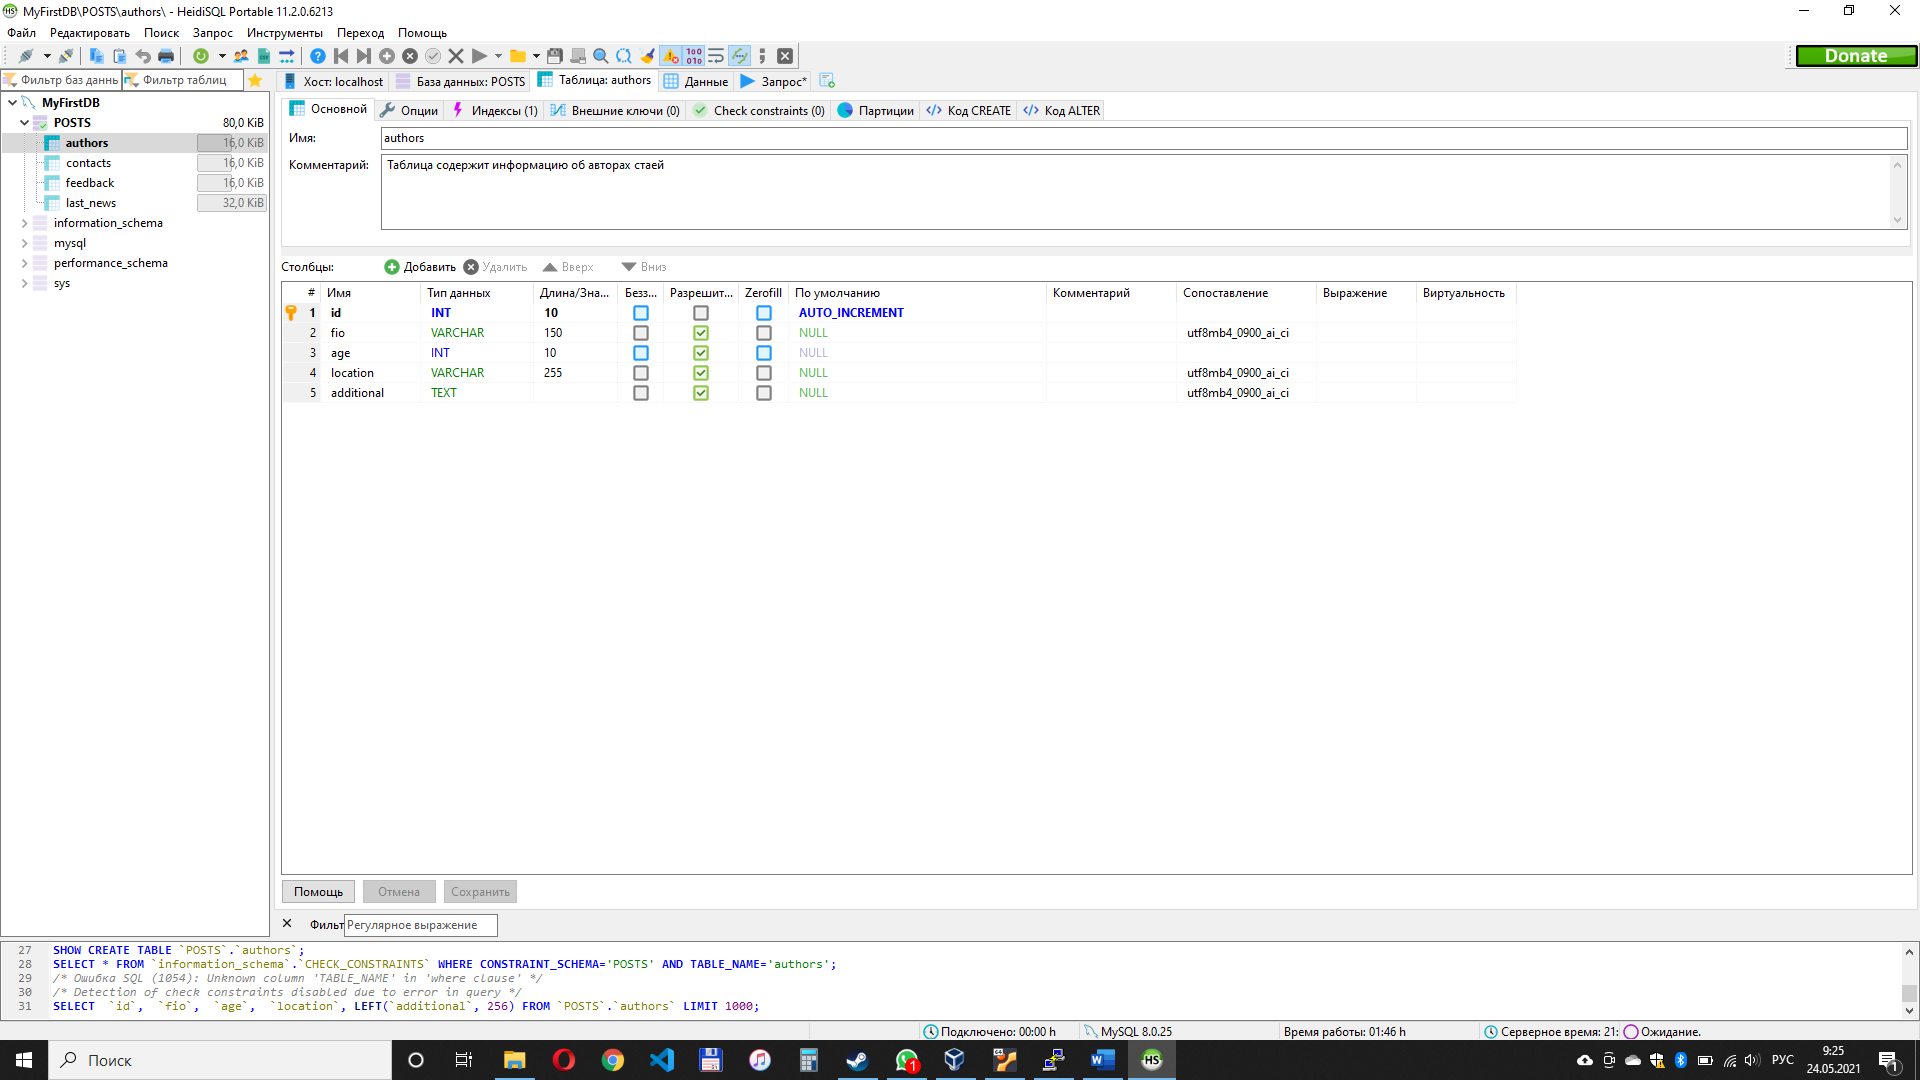 MyFirstDB\POSTS\authors\ - HeidiSQL Portable 11.2.0.6213
Файл Редактировать Поиск Запрос Инструменты Переход Помощь
Donate
Фильтр баз данн Фильтр таблиц
Хост: localhost База данных: POSTS Таблица: authors Данные Запрос*
MyFirstDB
POSTS 80,0 KiB
authors 16,0 KiB
contacts 16,0 KiB
feedback 16,0 KiB
last_news 32,0 KiB
information_schema
mysql
performance_schema
sys
Основной Опции Индексы (1) Внешние ключи (0) Check constraints (0) Партиции Код CREATE Код ALTER
Имя: authors
Комментарий: Таблица содержит информацию об авторах стаей
Столбцы: Добавить Удалить Вверх Вниз
# Имя Тип данных Длина/Зна... Безз... Разрешит... Zerofill По умолчанию Комментарий Сопоставление Выражение Виртуальность
1 id INT 10 AUTO_INCREMENT
2 fio VARCHAR 150 NULL utf8mb4_0900_ai_ci
3 age INT 10 NULL
4 location VARCHAR 255 NULL utf8mb4_0900_ai_ci
5 additional TEXT NULL utf8mb4_0900_ai_ci
Помощь Отмена Сохранить
Фильт Регулярное выражение
27 SHOW CREATE TABLE `POSTS`.`authors`;
28 SELECT * FROM `information_schema`.`CHECK_CONSTRAINTS` WHERE CONSTRAINT_SCHEMA='POSTS' AND TABLE_NAME='authors';
29 /* Ошибка SQL (1054): Unknown column 'TABLE_NAME' in 'where clause' */
30 /* Detection of check constraints disabled due to error in query */
31 SELECT `id`, `fio`, `age`, `location`, LEFT(`additional`, 256) FROM `POSTS`.`authors` LIMIT 1000;
Подключено: 00:00 h MySQL 8.0.25 Время работы: 01:46 h Серверное время: 21: Ожидание.
Поиск
1
HS
РУС
9:25
24.05.2021
1